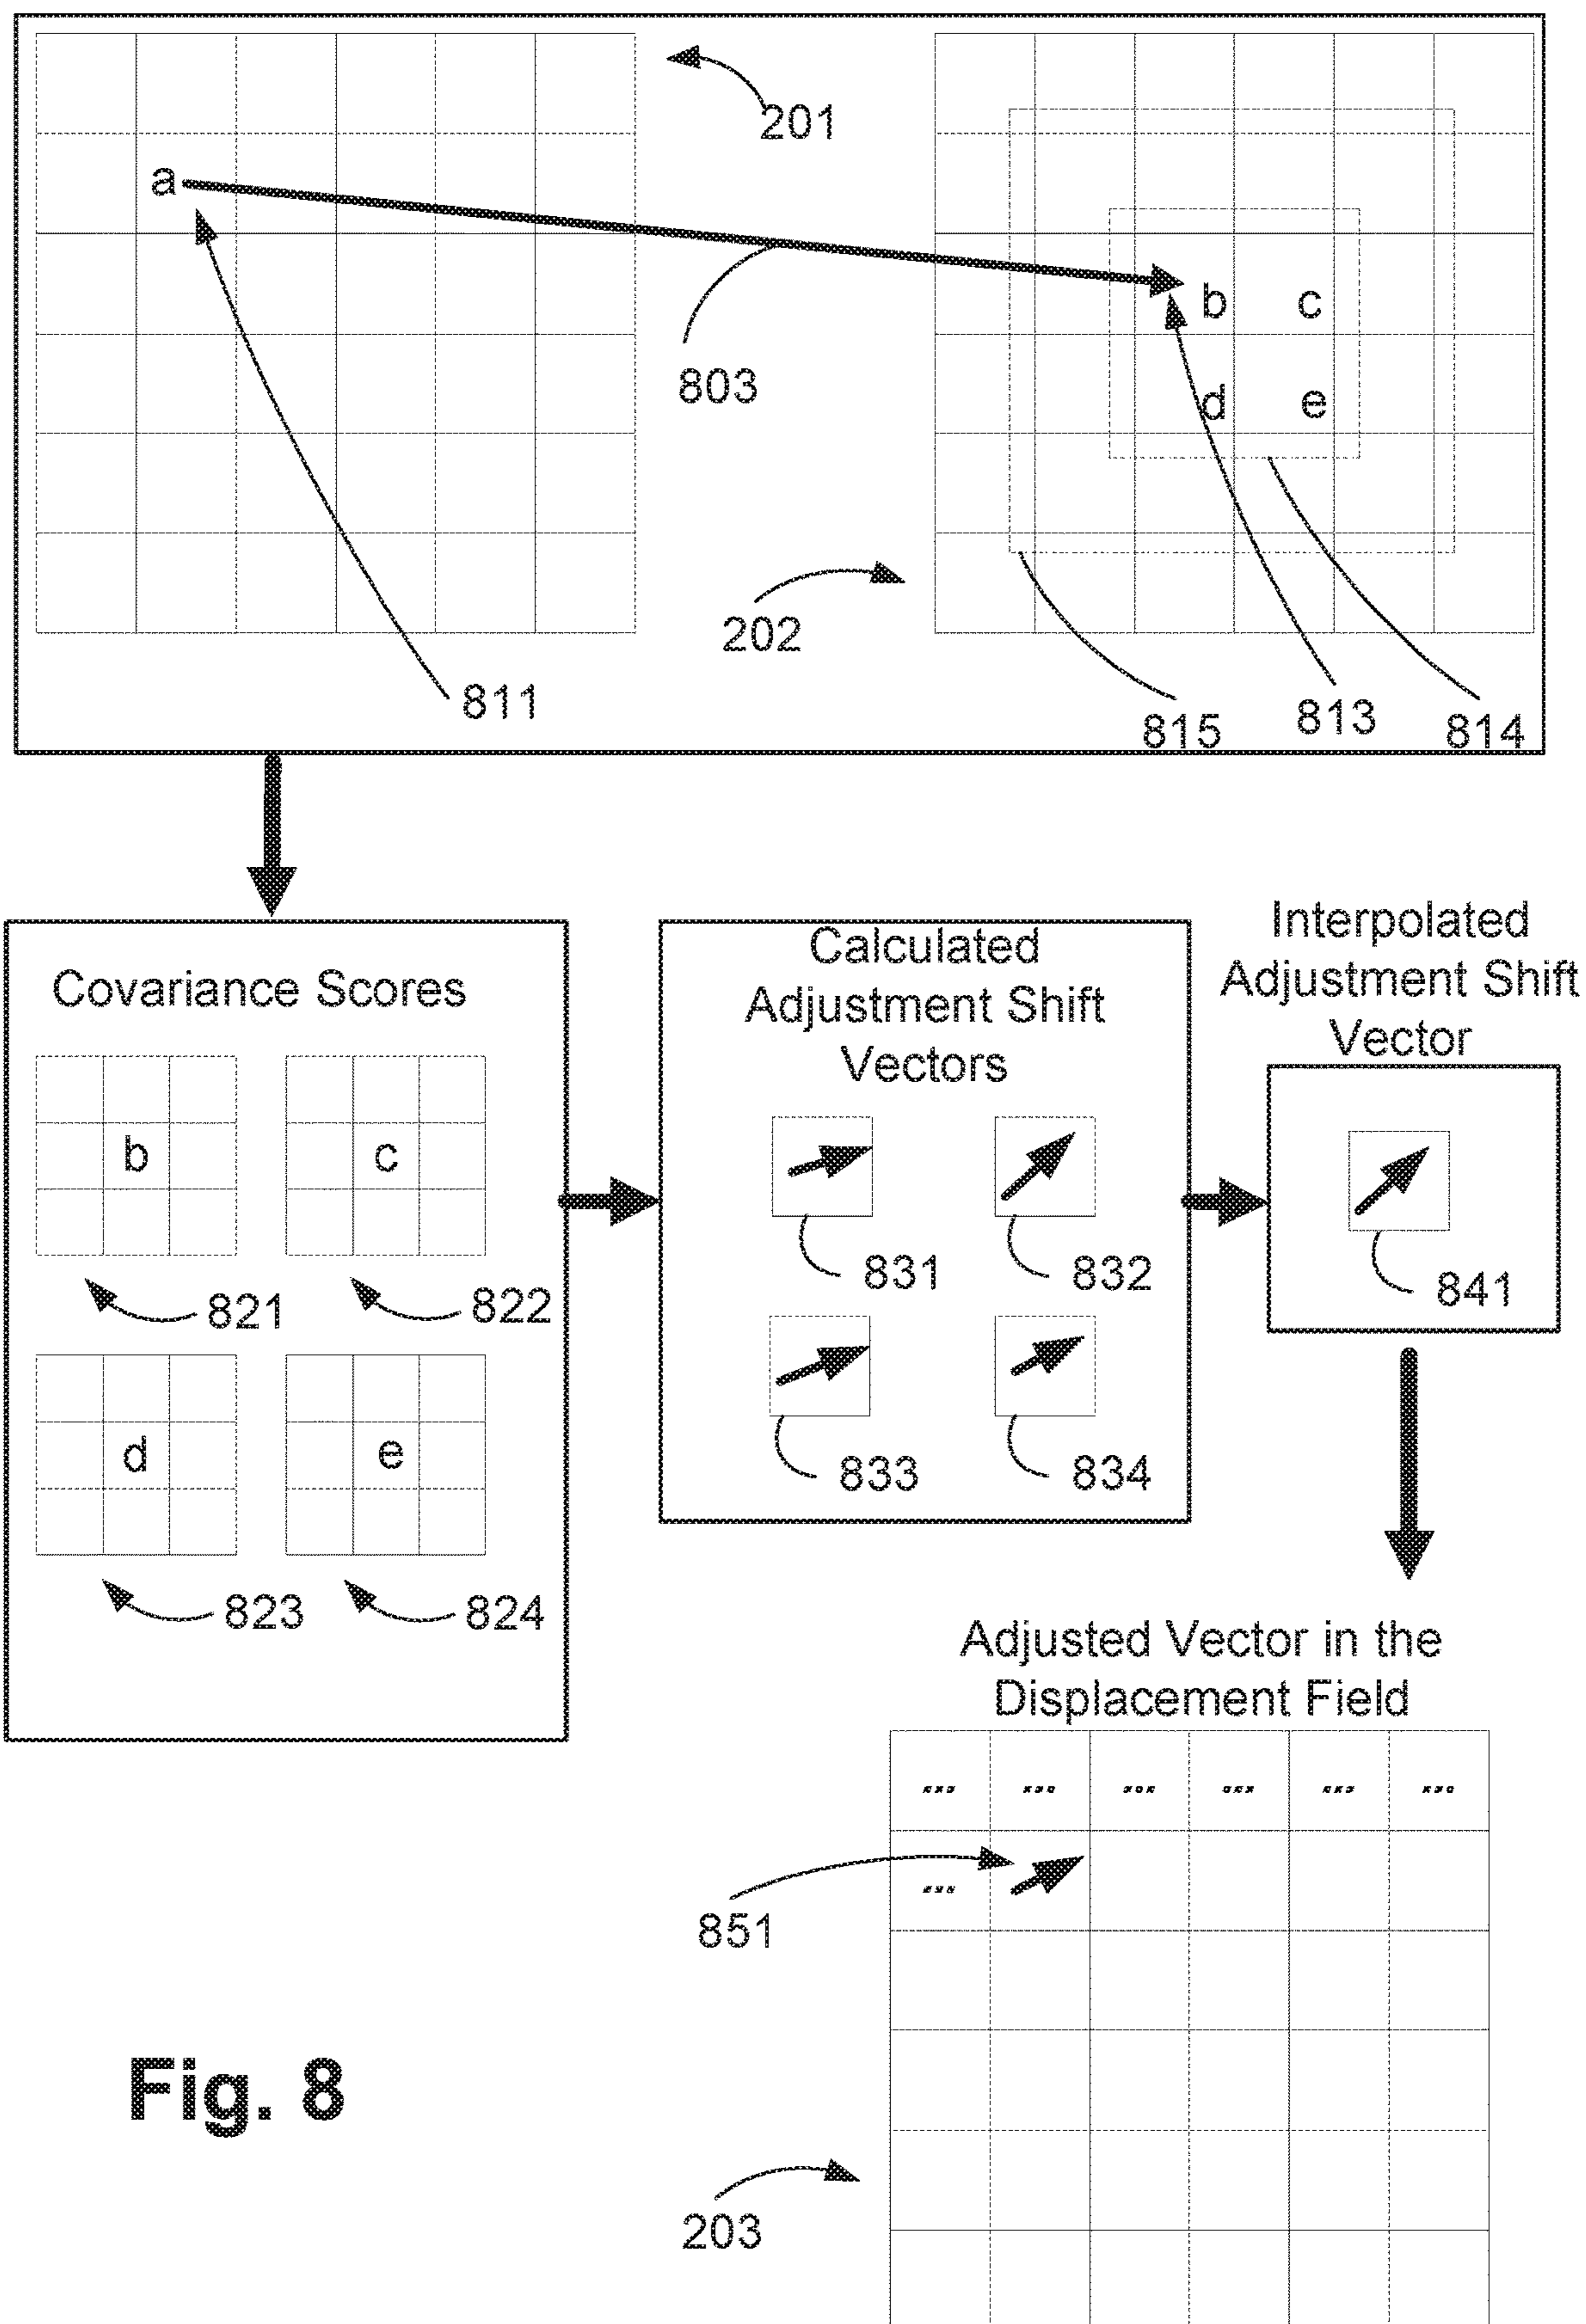 201
a
b c
803
d e
202
811
815 813 814
Covariance Scores
b c
821 822
d e
823 824
Calculated
Adjustment Shift
Vectors
831 832
833 834
Interpolated
Adjustment Shift
Vector
841
Adjusted Vector in the
Displacement Field
... ... ... ... ... ...
...
851
203
Fig. 8